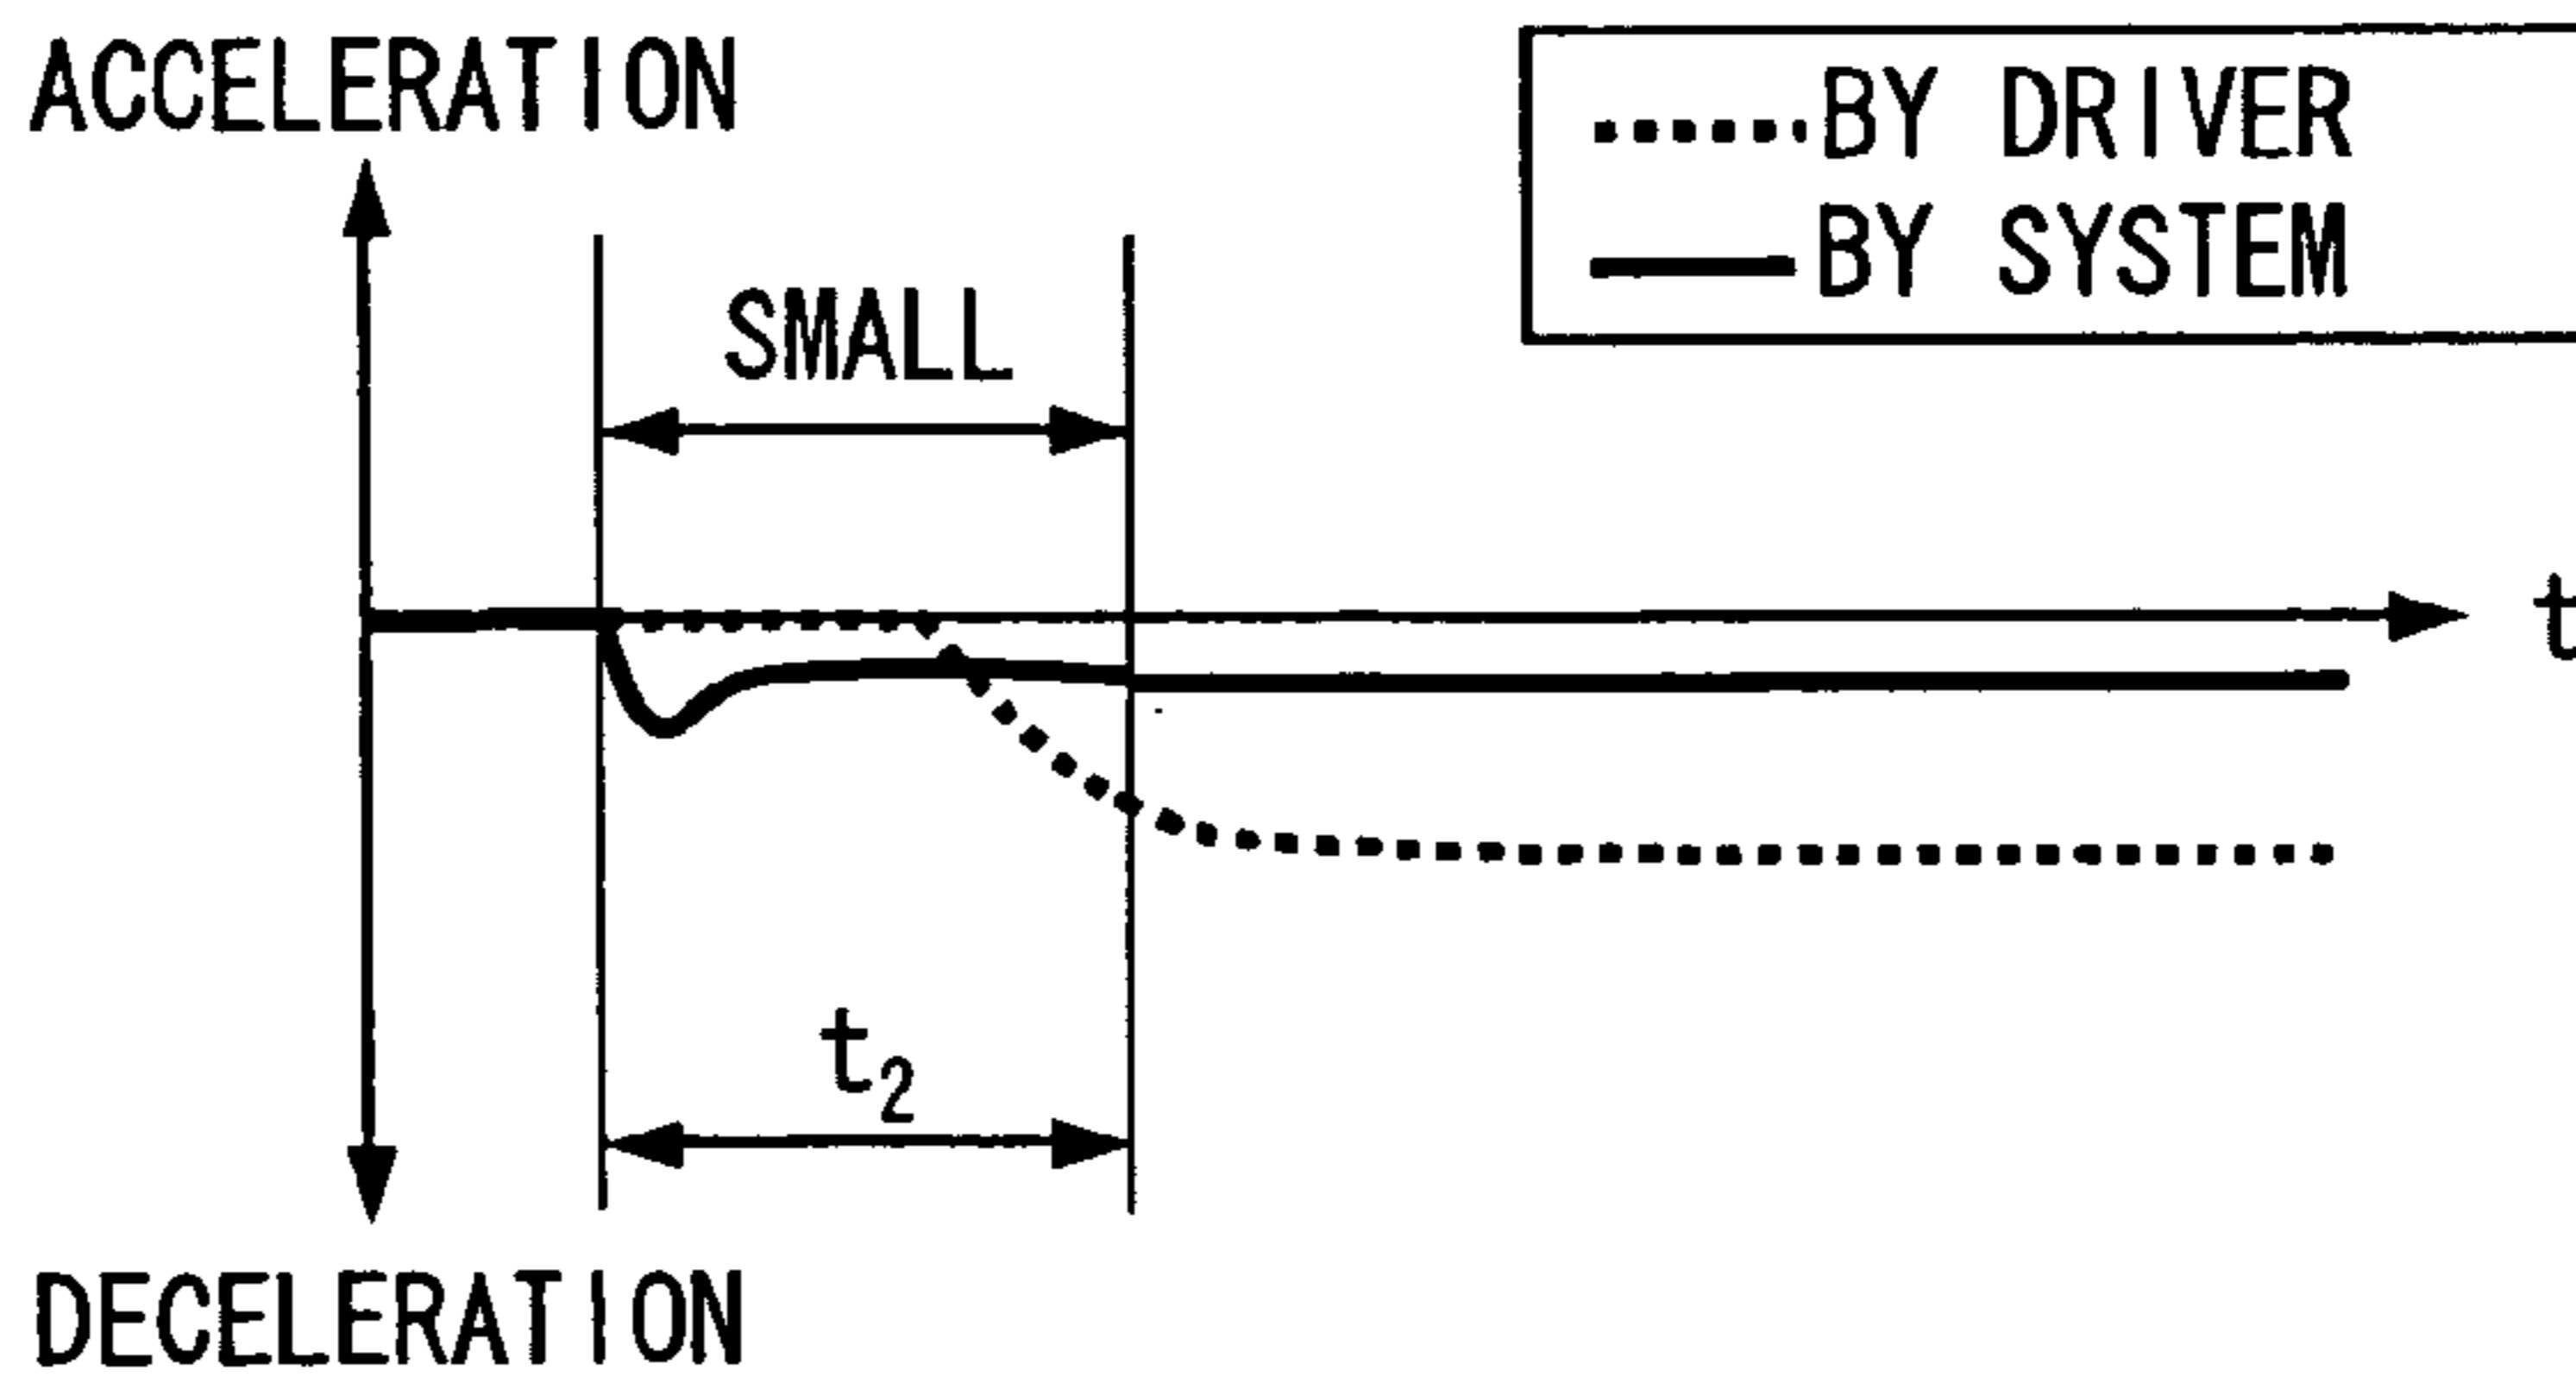 ACCELERATION
BY DRIVER
BY SYSTEM
SMALL
t
t₂
DECELERATION